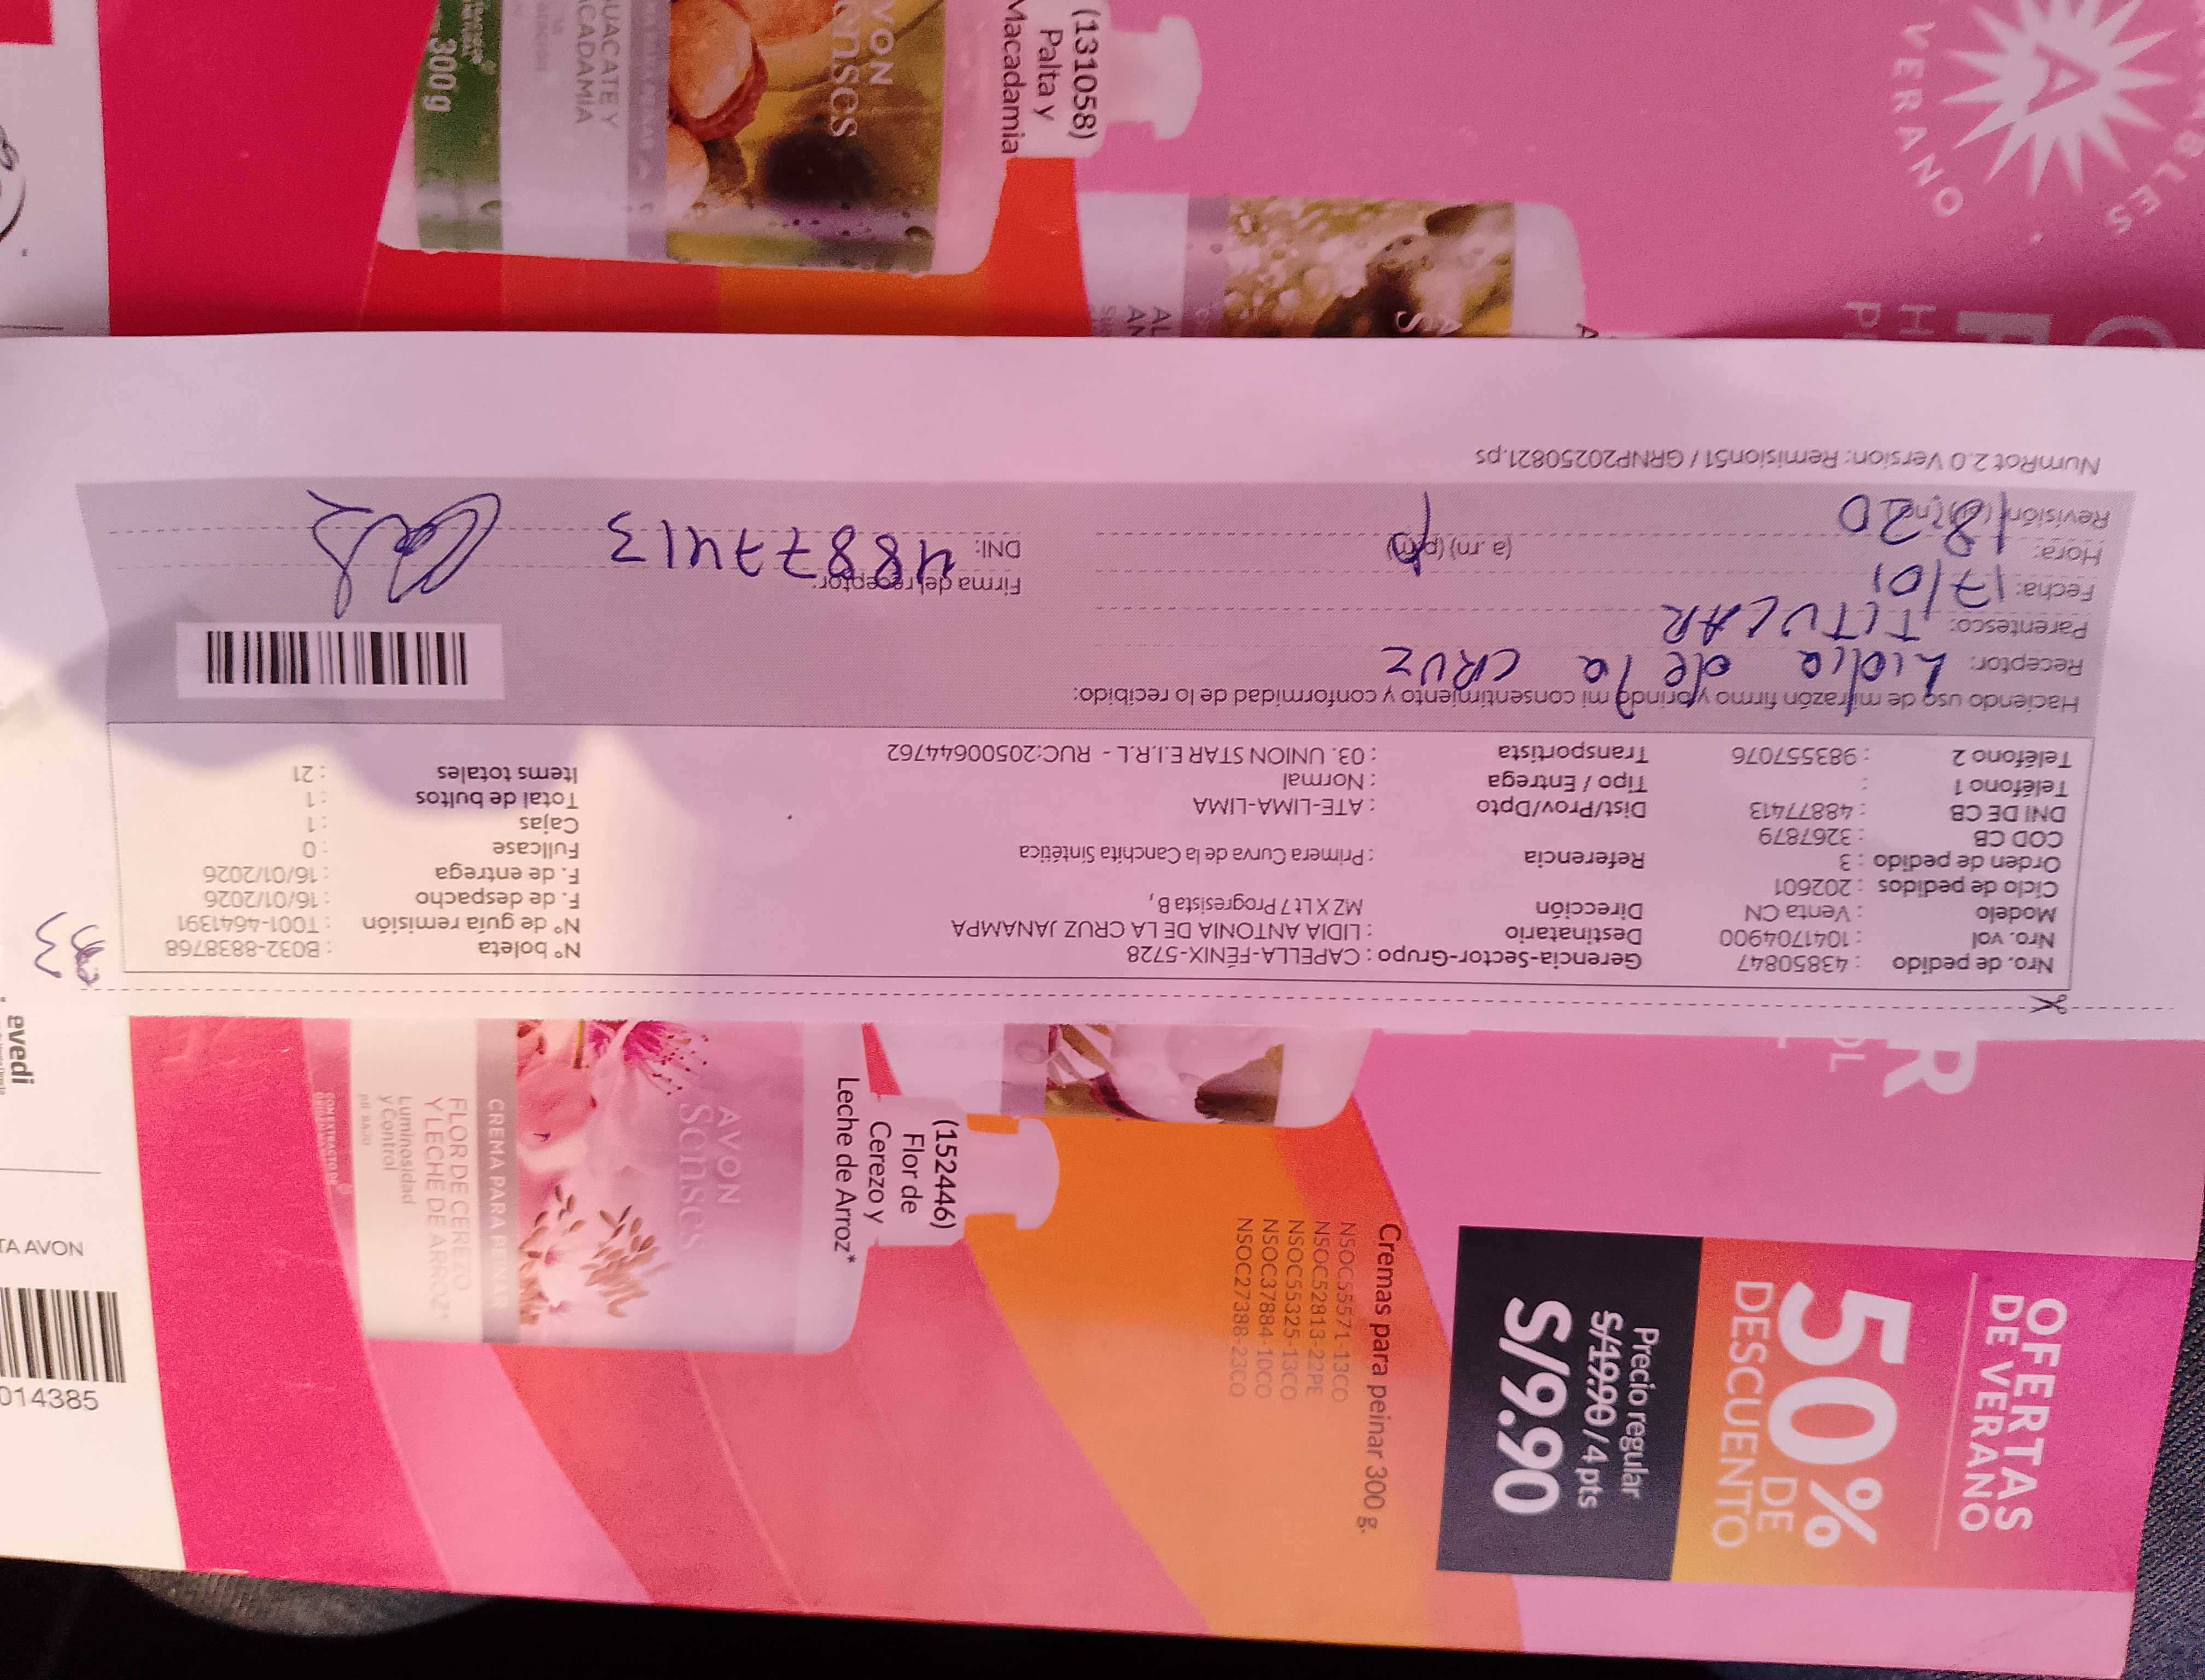 Nro. de pedido : 43850847
Nro. vol : 1041704900
Modelo : Venta CN
Ciclo de pedidos : 202601
Orden de pedido : 3
COD CB : 3267879
DNI DE CB : 48877413
Teléfono 1 :
Teléfono 2 : 983557076
Gerencia-Sector-Grupo : CAPELLA-FÉNIX-5728
Destinatario : LIDIA ANTONIA DE LA CRUZ JANAMPA
Dirección MZ X Lt 7 Progresista B ,
Referencia : Primera Curva de la Canchita Sintética
Dist/Prov/Dpto : ATE-LIMA-LIMA
Tipo / Entrega : Normal
Transportista : 03. UNION STAR E.I.R.L - RUC:20500644762
N° boleta : B032-8838768
N° de guía remisión : T001-4641391
F. de despacho : 16/01/2026
F. de entrega : 16/01/2026
Fullcase : 0
Cajas : 1
Total de bultos : 1
Items totales : 21
Haciendo uso de mi razón firmo y brindo mi consentimiento y conformidad de lo recibido:
Receptor: Lidia de la CRUZ
Parentesco: TITULAR
Fecha: 17/01
Hora: 18:20 (a.m) (p.m)
Revisión
Firma del receptor:
DNI: 48877413
NumRot 2.0 Version: Remision51 / GRNP20250821.ps
VERANO
(131058)
Palta y
Macadamia
AVON
Senses
300 g
OFERTAS
DE VERANO
50%
DE
DESCUENTO
Precio regular
S/19.90 / 4 pts
S/9.90
Cremas para peinar 300 g.
NSOC55571-13CO
NSOC52813-22PE
NSOC55325-13CO
NSOC37884-10CO
NSOC27388-23CO
(152446)
Flor de
Cerezo y
Leche de Arroz*
AVON
Senses
CREMA PARA PEINAR
FLOR DE CEREZO
Y LECHE DE ARROZ*
Luminosidad
y Control
evedi
TA AVON
014385